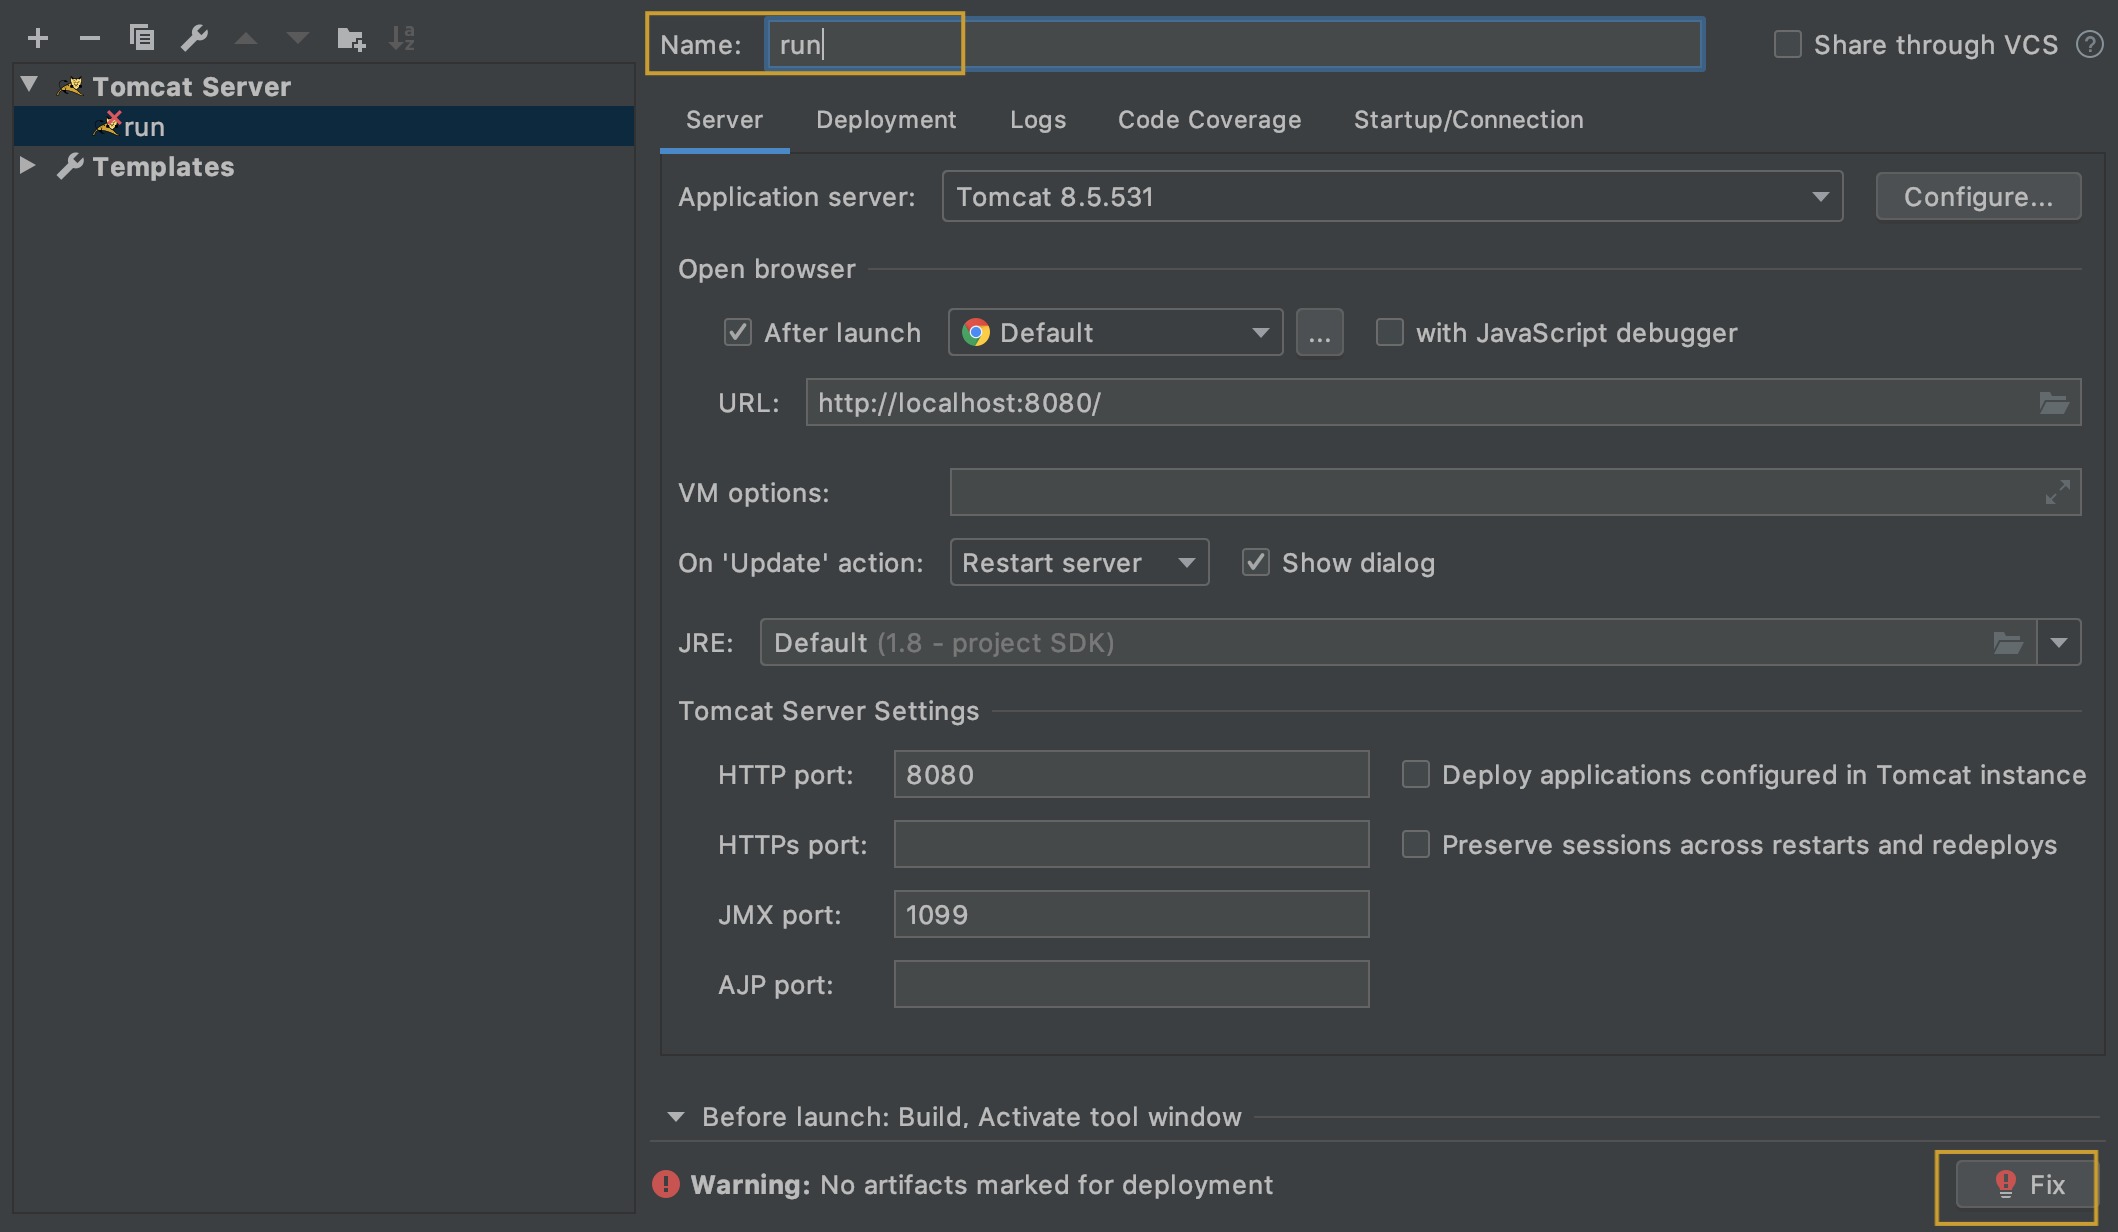 Name: run
Share through VCS ?
Tomcat Server
run
Templates
Server Deployment Logs Code Coverage Startup/Connection
Application server: Tomcat 8.5.531 Configure...
Open browser
After launch Default ... with JavaScript debugger
URL: http://localhost:8080/
VM options:
On 'Update' action: Restart server Show dialog
JRE: Default (1.8 - project SDK)
Tomcat Server Settings
HTTP port: 8080 Deploy applications configured in Tomcat instance
HTTPs port: Preserve sessions across restarts and redeploys
JMX port: 1099
AJP port:
Before launch: Build, Activate tool window
Warning: No artifacts marked for deployment
Fix